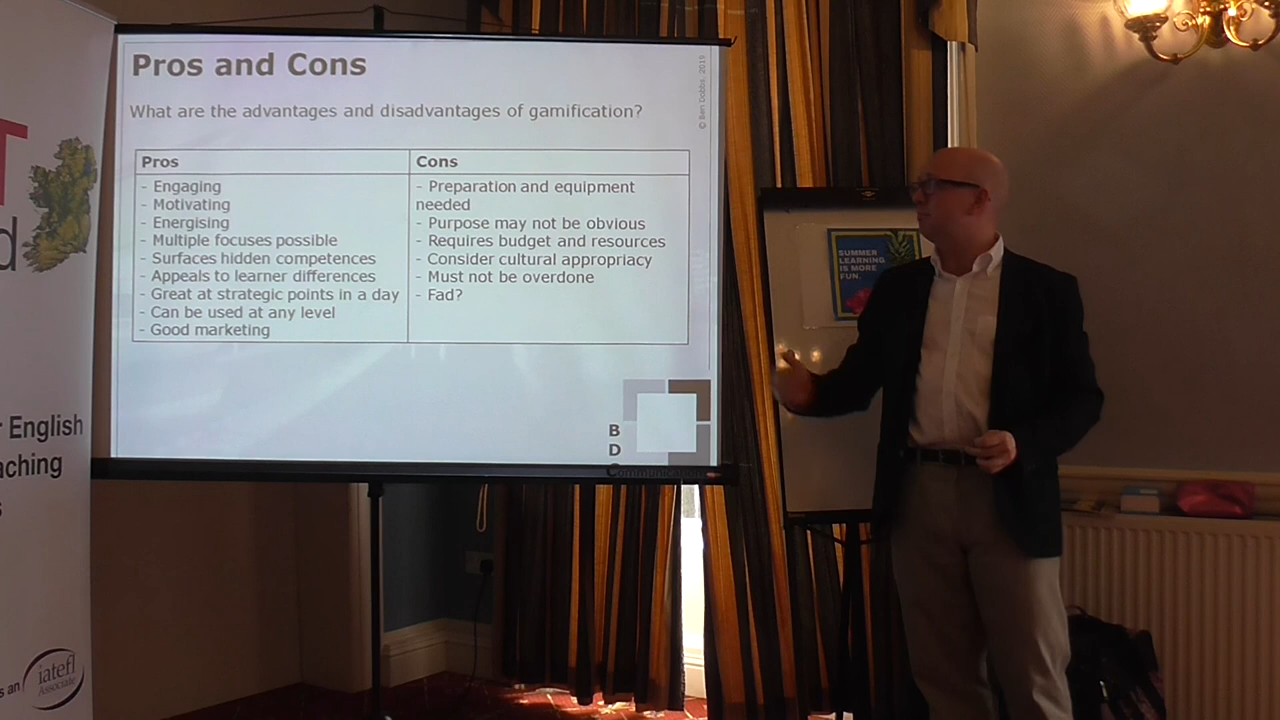 Pros and Cons
What are the advantages and disadvantages of gamification?
Pros
- Engaging
- Motivating
- Energising
- Multiple focuses possible
- Surfaces hidden competences
- Appeals to learner differences
- Great at strategic points in a day
- Can be used at any level
- Good marketing
Cons
- Preparation and equipment
needed
- Purpose may not be obvious
- Requires budget and resources
- Consider cultural appropriacy
- Must not be overdone
- Fad?
© Ben Dobbs, 2019
B
D
Communication
SUMMER
LEARNING
IS MORE
FUN.
T
d
r English
aching
s
s an
iatefl
Associate